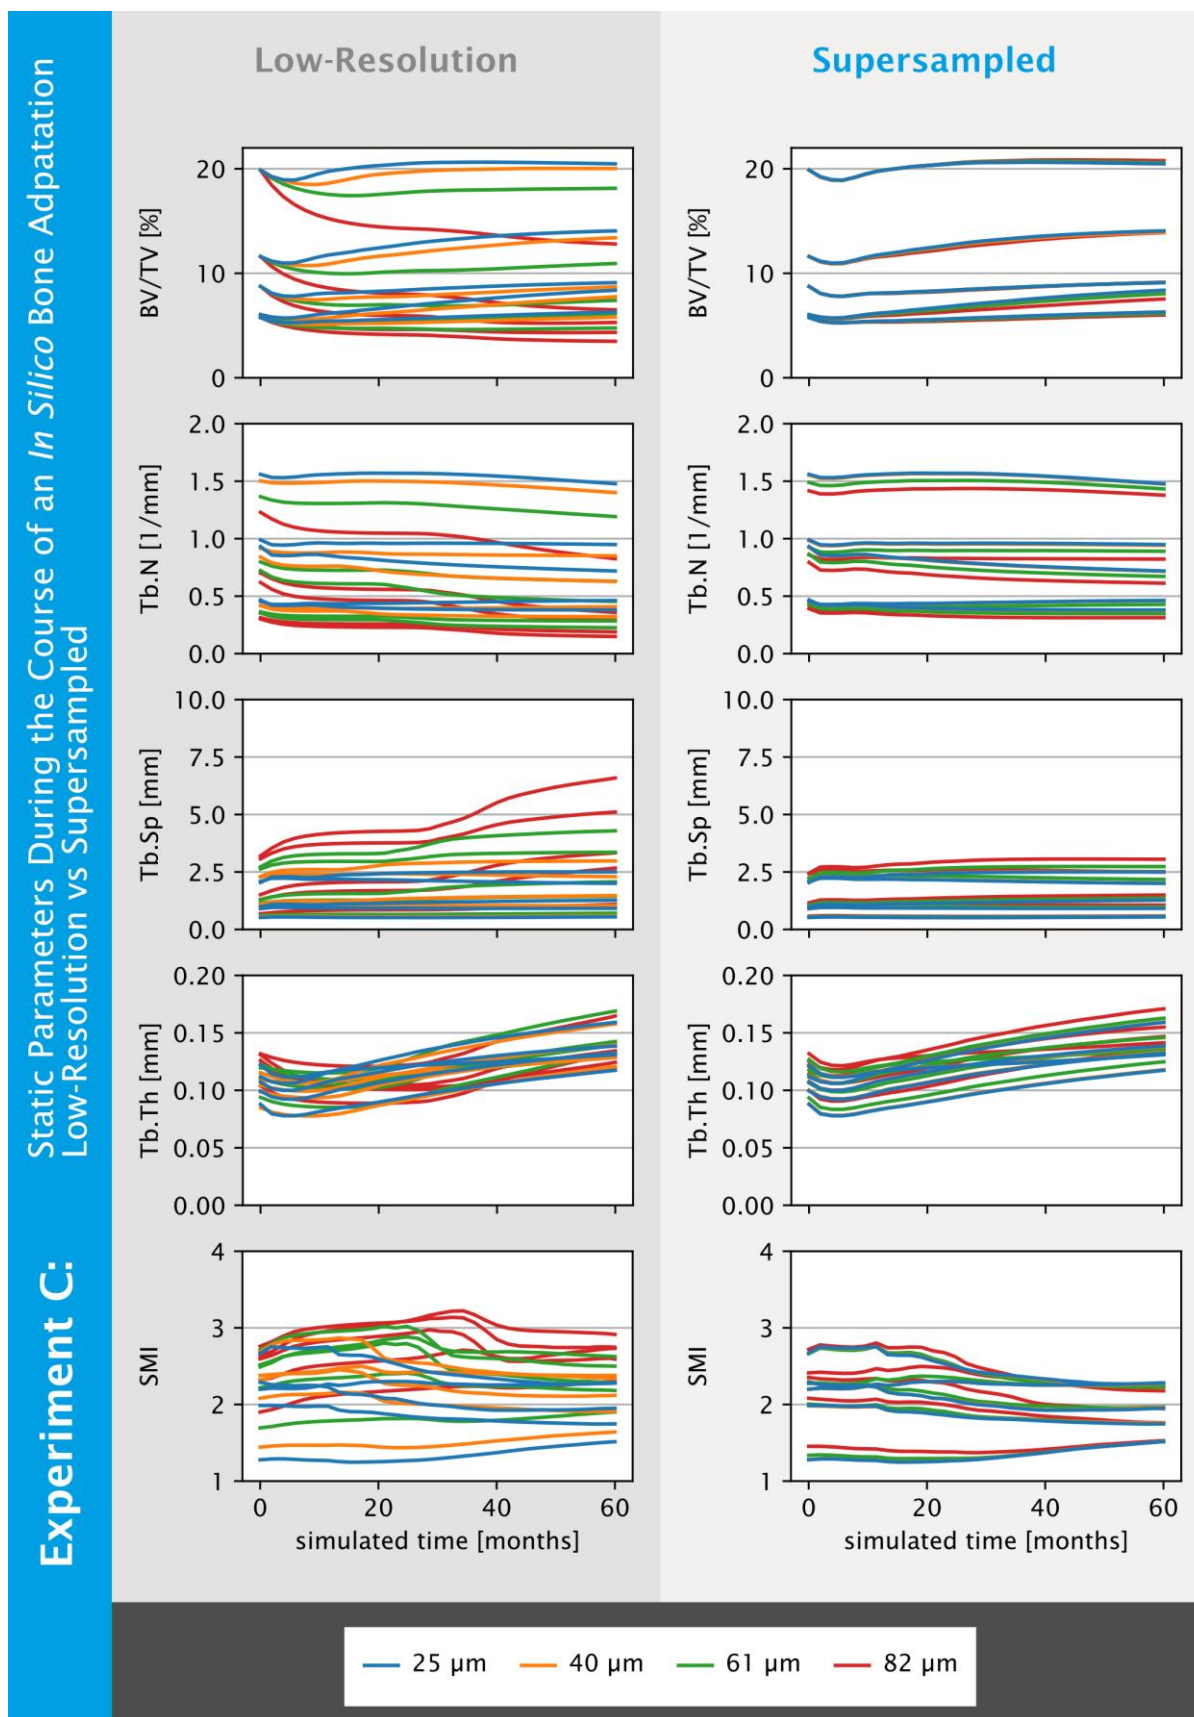 Experiment C:
Static Parameters During the Course of an In Silico Bone Adpatation
Low-Resolution vs Supersampled
Low-Resolution
Supersampled
BV/TV [%]
20
10
0
BV/TV [%]
20
10
0
Tb.N [1/mm]
2.0
1.5
1.0
0.5
0.0
Tb.N [1/mm]
2.0
1.5
1.0
0.5
0.0
Tb.Sp [mm]
10.0
7.5
5.0
2.5
0.0
Tb.Sp [mm]
10.0
7.5
5.0
2.5
0.0
Tb.Th [mm]
0.20
0.15
0.10
0.05
0.00
Tb.Th [mm]
0.20
0.15
0.10
0.05
0.00
SMI
4
3
2
1
SMI
4
3
2
1
0 20 40 60
simulated time [months]
0 20 40 60
simulated time [months]
25 µm 40 µm 61 µm 82 µm